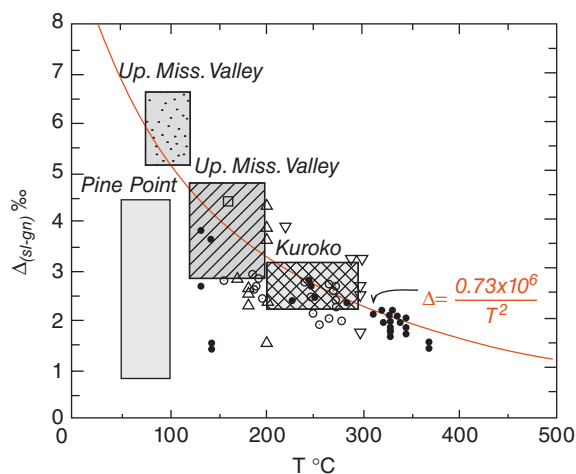 8
7
6
5
4
3
2
1
0
Δ(sl-gn) ‰
Up. Miss. Valley
Up. Miss. Valley
Pine Point
Kuroko
Δ= 0.73x10⁶
T²
0 100 200 300 400 500
T °C